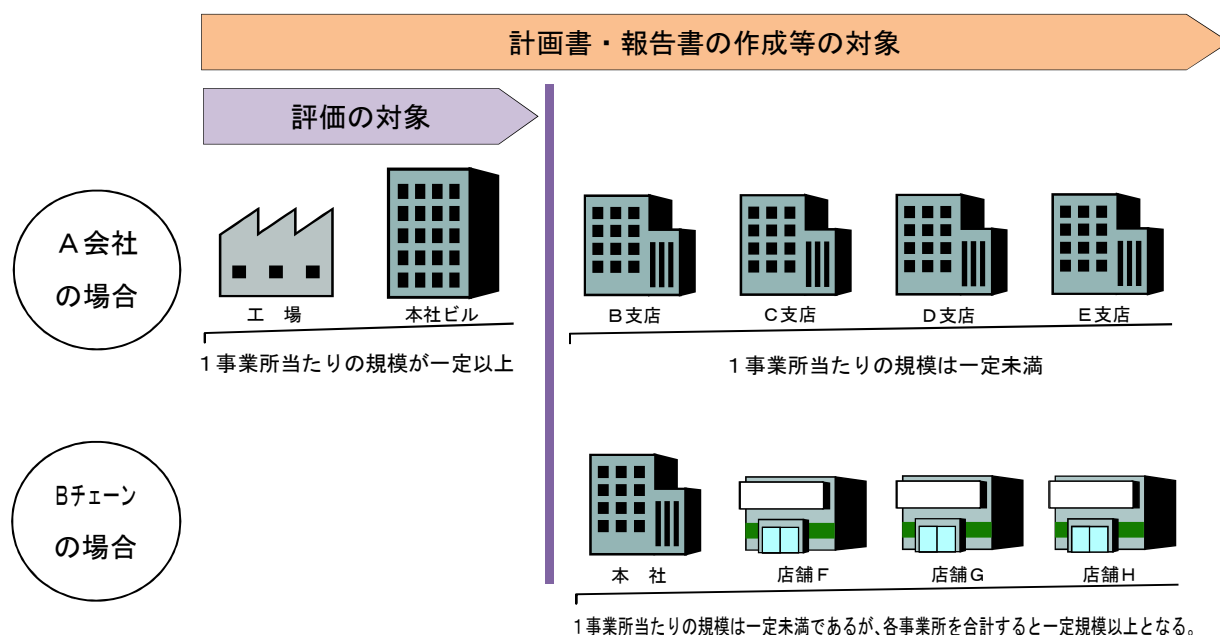 計画書・報告書の作成等の対象
評価の対象
A会社
の場合
工 場
本社ビル
B支店
C支店
D支店
E支店
1事業所当たりの規模が一定以上
1事業所当たりの規模は一定未満
Bチェーン
の場合
本 社
店舗F
店舗G
店舗H
1事業所当たりの規模は一定未満であるが、各事業所を合計すると一定規模以上となる。